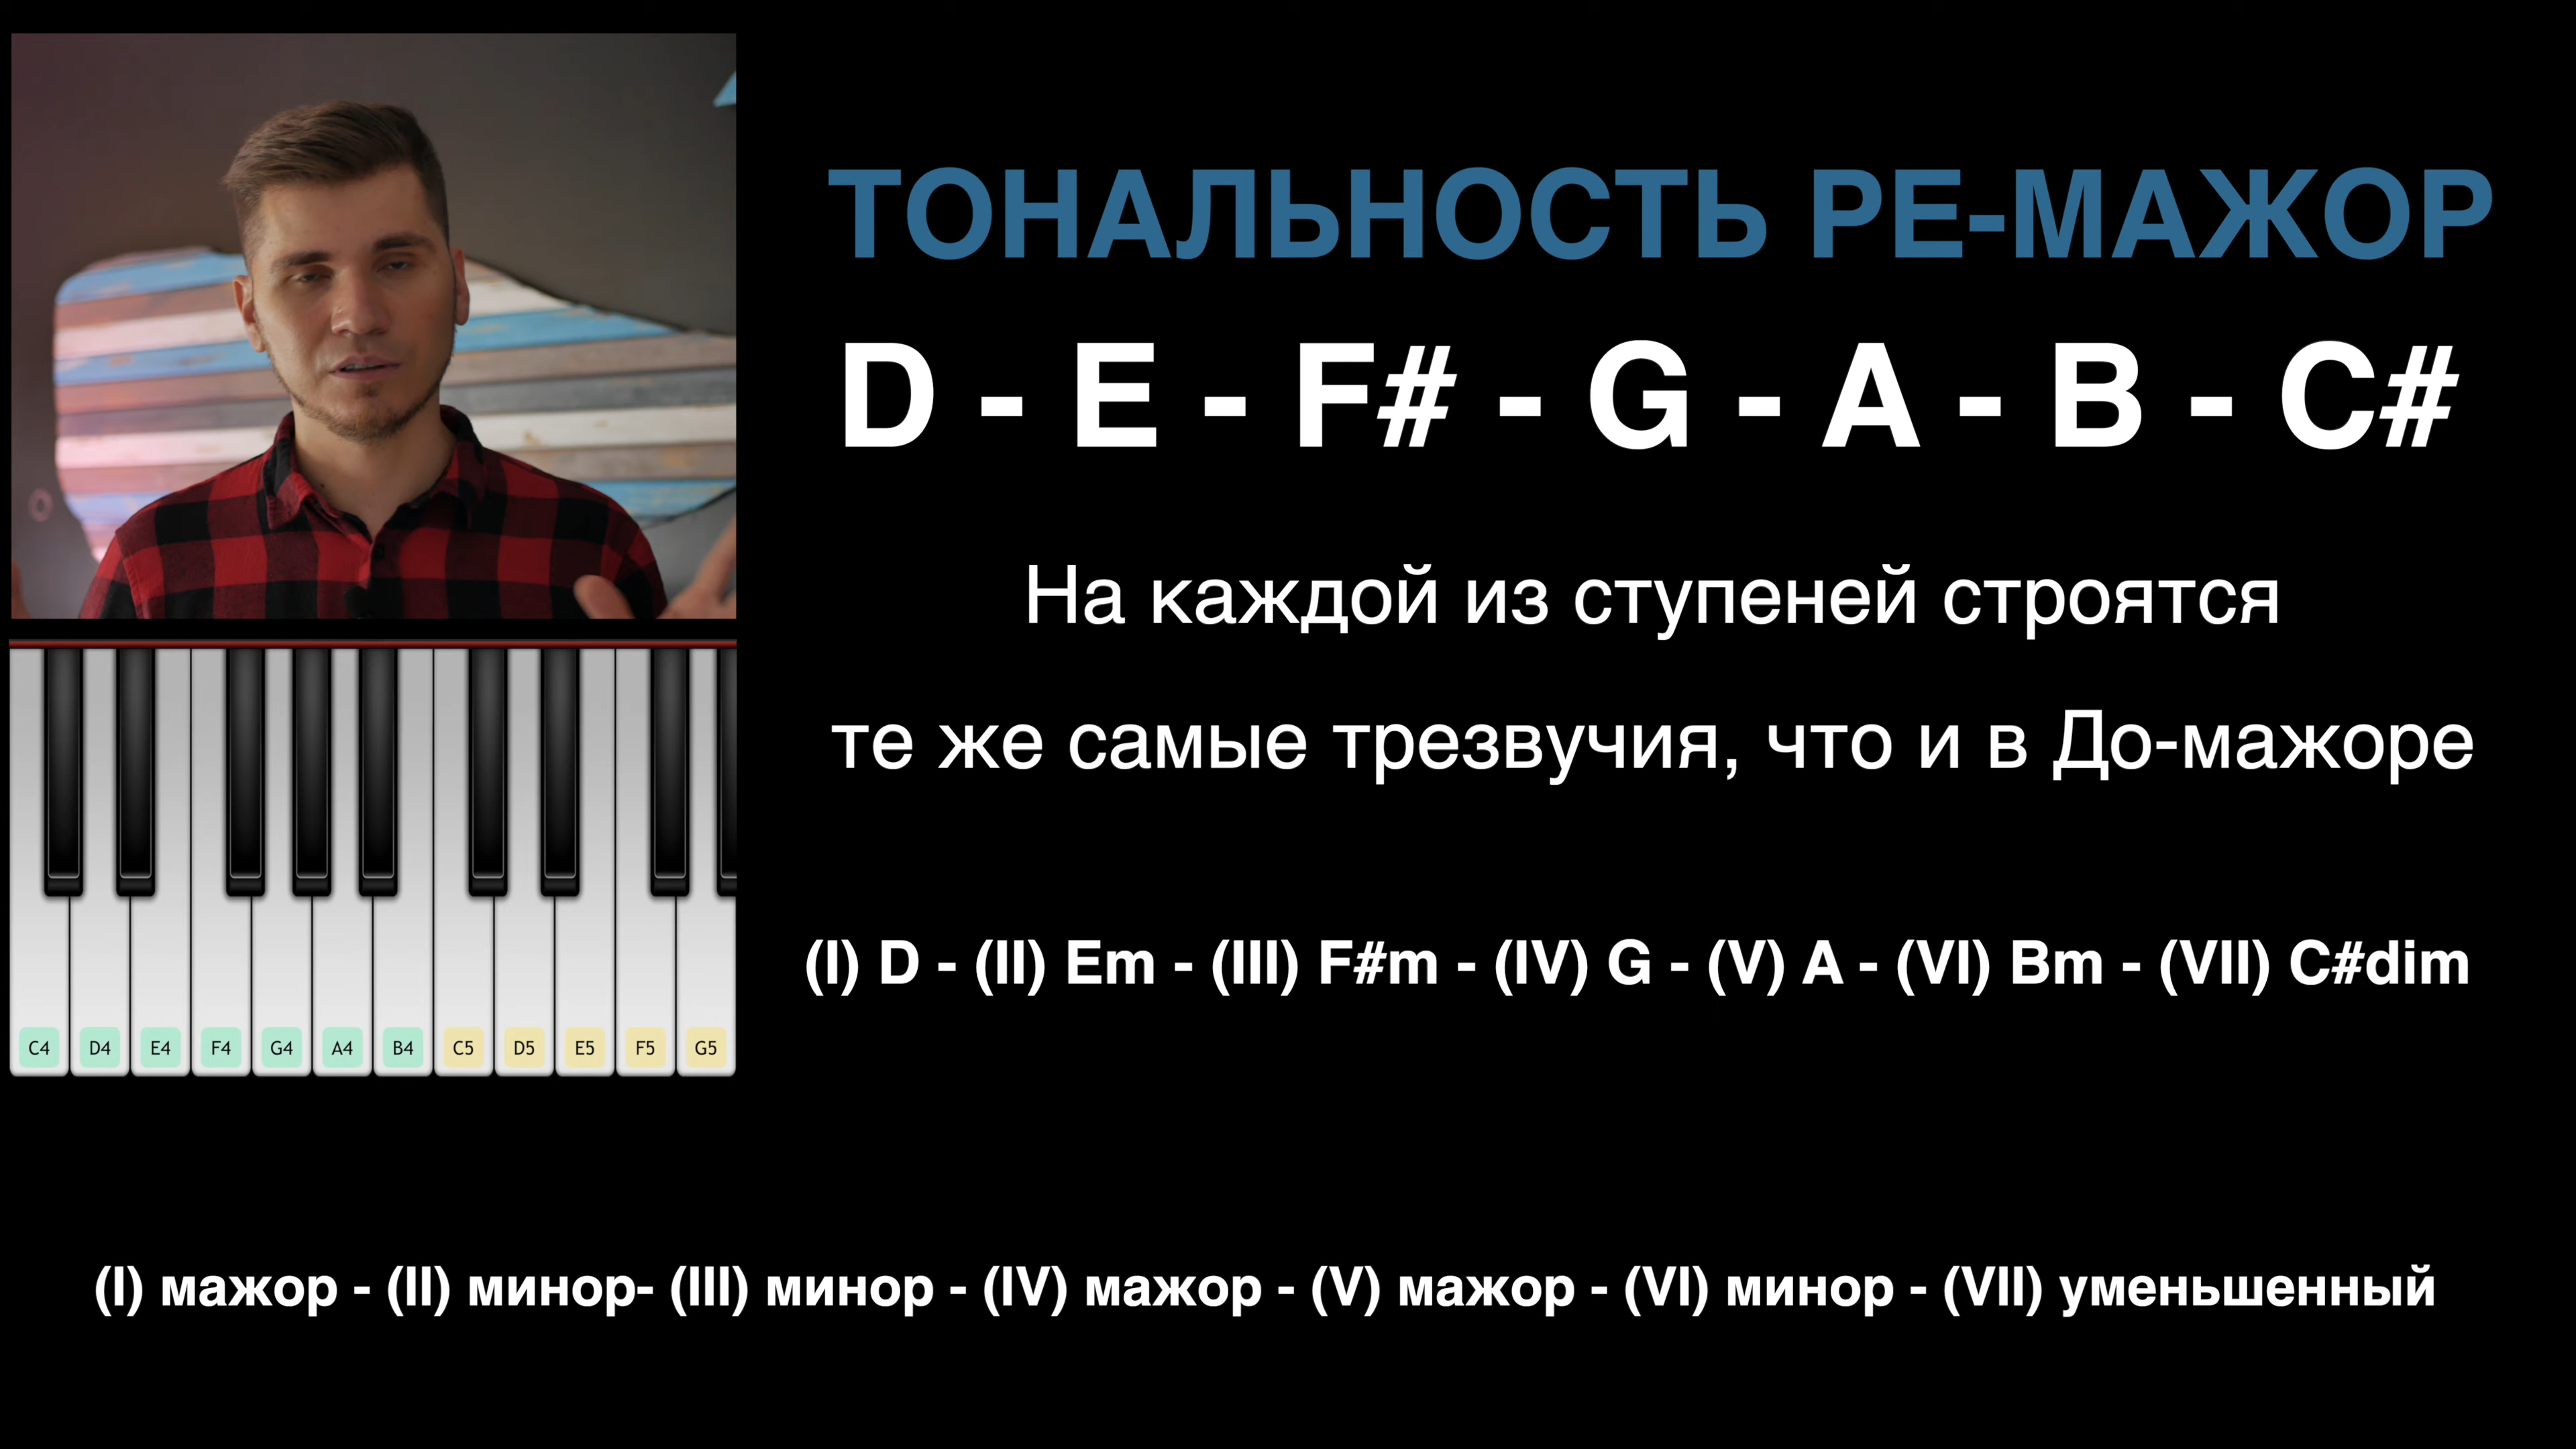 ТОНАЛЬНОСТЬ РЕ-МАЖОР
D - E - F# - G - A - B - C#
На каждой из ступеней строятся
те же самые трезвучия, что и в До-мажоре
(I) D - (II) Em - (III) F#m - (IV) G - (V) A - (VI) Bm - (VII) C#dim
C4 D4 E4 F4 G4 A4 B4 C5 D5 E5 F5 G5
(I) мажор - (II) минор- (III) минор - (IV) мажор - (V) мажор - (VI) минор - (VII) уменьшенный